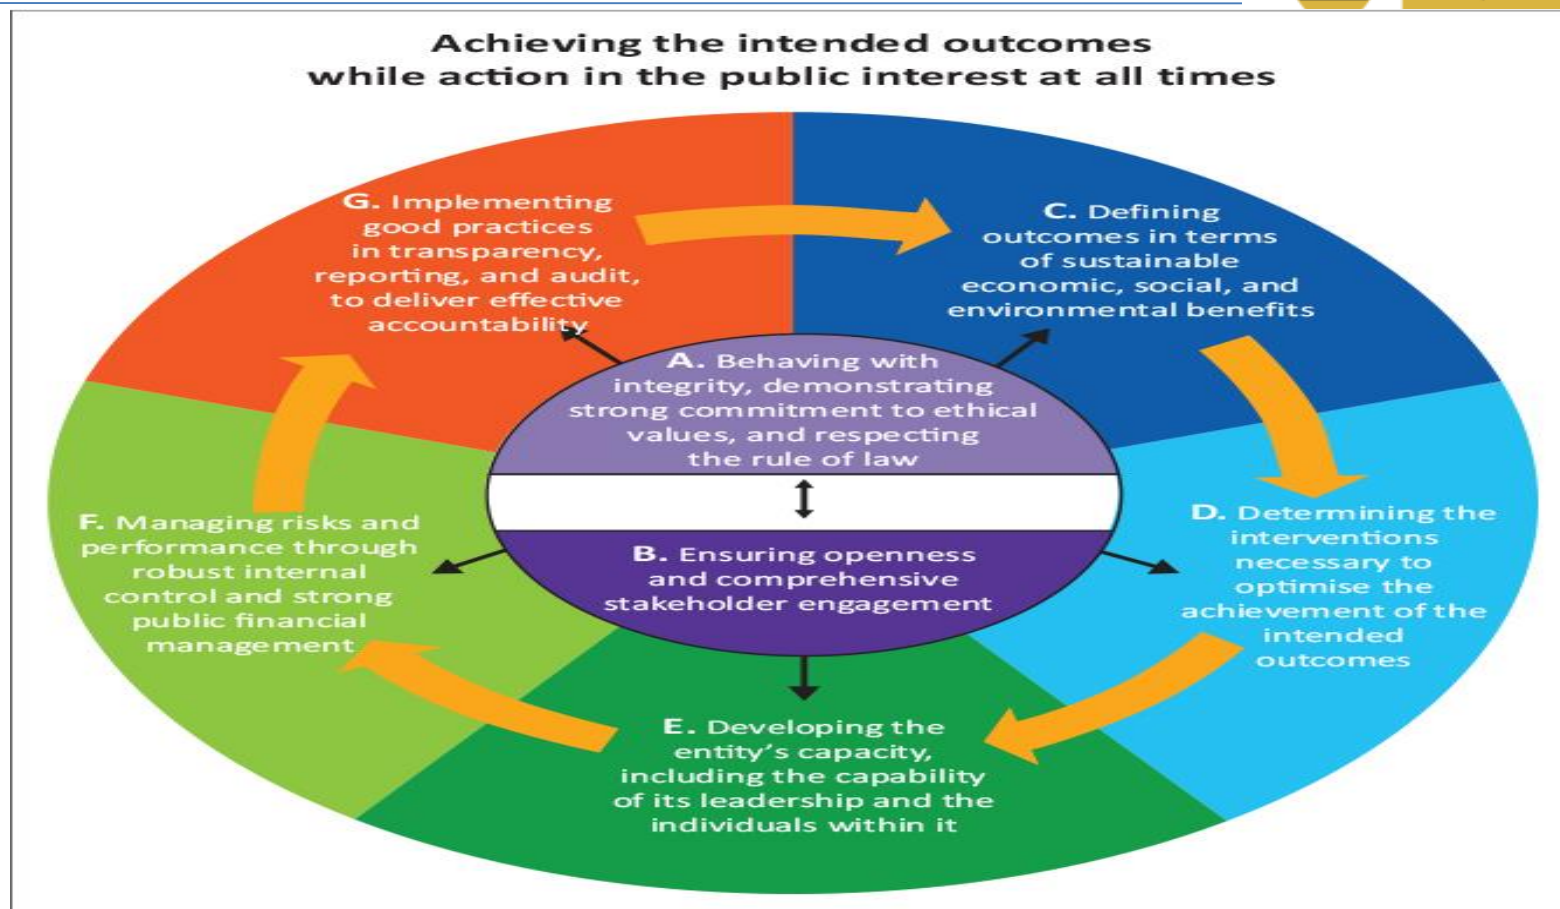 Achieving the intended outcomes
while action in the public interest at all times
G. Implementing
good practices
in transparency,
reporting, and audit,
to deliver effective
accountability
C. Defining
outcomes in terms
of sustainable
economic, social, and
environmental benefits
A. Behaving with
integrity, demonstrating
strong commitment to ethical
values, and respecting
the rule of law
B. Ensuring openness
and comprehensive
stakeholder engagement
D. Determining the
interventions
necessary to
optimise the
achievement of the
intended
outcomes
E. Developing the
entity’s capacity,
including the capability
of its leadership and the
individuals within it
F. Managing risks and
performance through
robust internal
control and strong
public financial
management